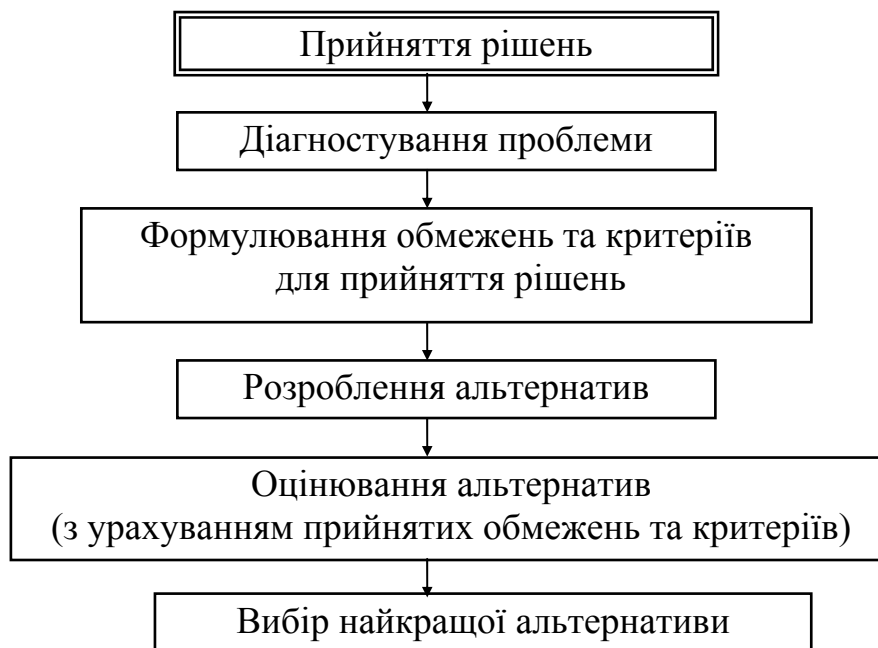 Прийняття рішень
Діагностування проблеми
Формулювання обмежень та критеріїв
для прийняття рішень
Розроблення альтернатив
Оцінювання альтернатив
(з урахуванням прийнятих обмежень та критеріїв)
Вибір найкращої альтернативи